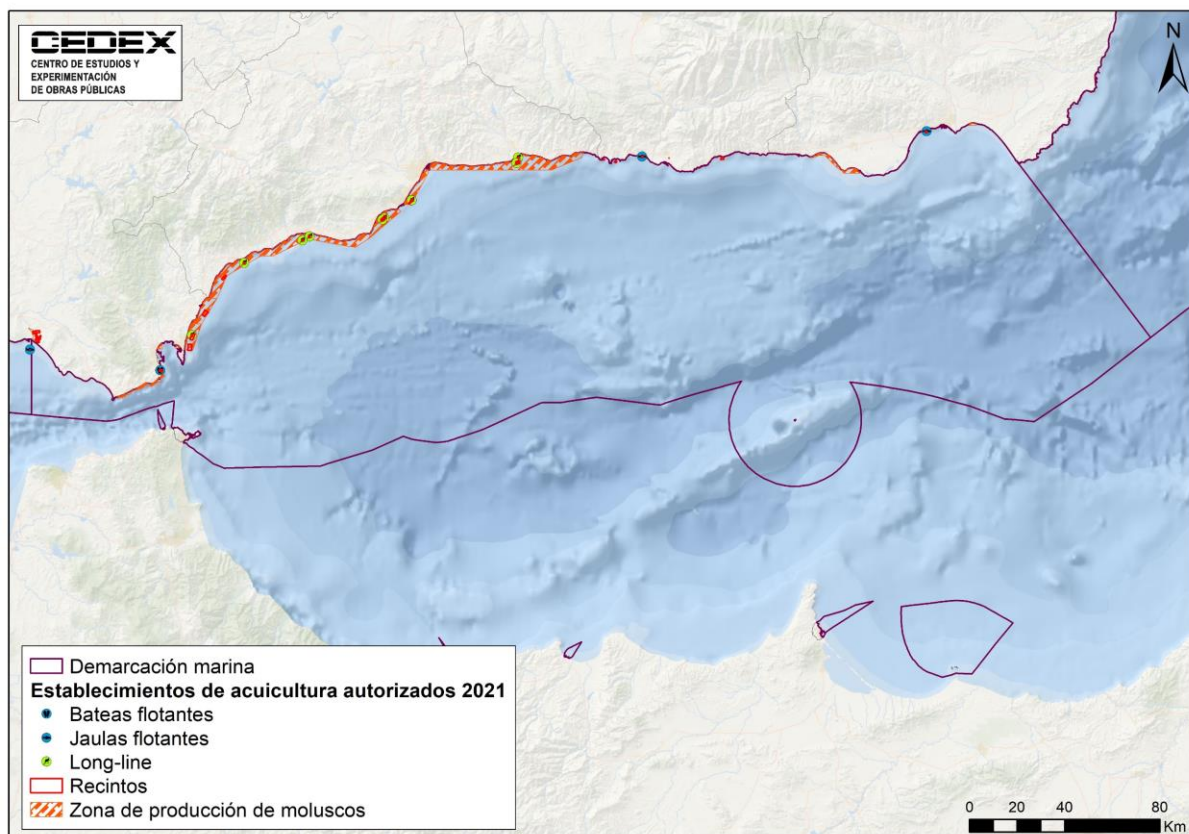 CEDEX
CENTRO DE ESTUDIOS Y
EXPERIMENTACIÓN
DE OBRAS PÚBLICAS
N
Demarcación marina
Establecimientos de acuicultura autorizados 2021
Bateas flotantes
Jaulas flotantes
Long-line
Recintos
Zona de producción de moluscos
0 20 40 80
Km